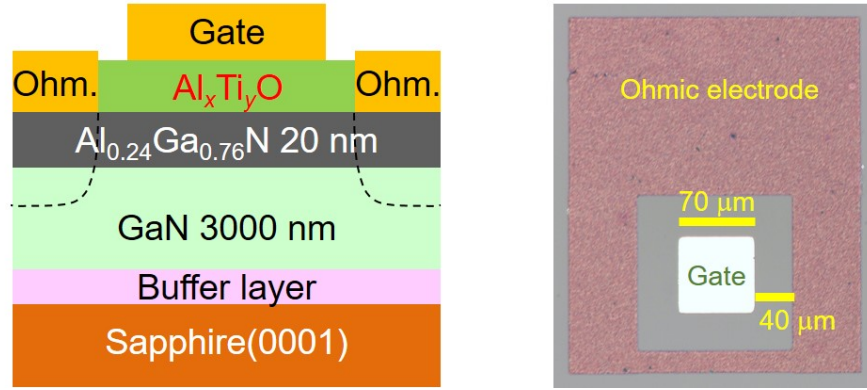 Gate
Ohm. AlxTiyO Ohm.
Al0.24Ga0.76N 20 nm
GaN 3000 nm
Buffer layer
Sapphire(0001)
Ohmic electrode
70 μm
Gate
40 μm